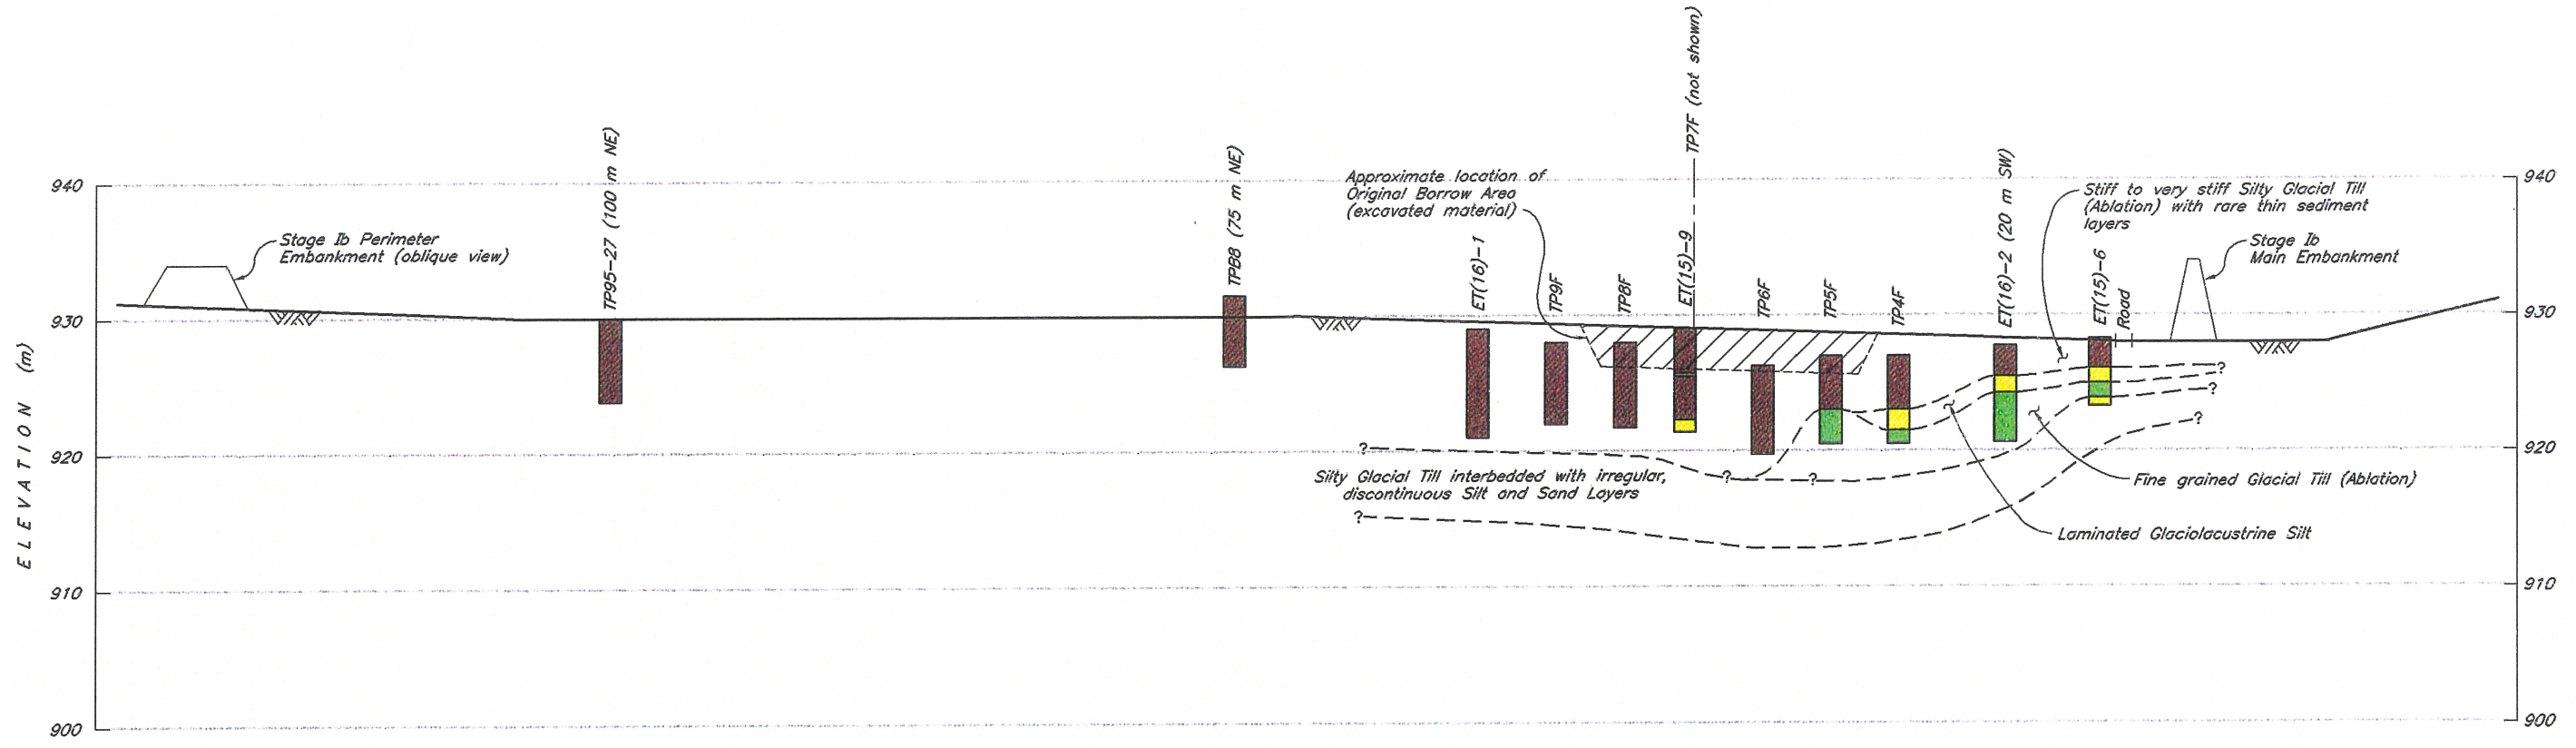 TP7F (not shown)
TP95-27 (100 m NE)
TP88 (75 m NE)
ET(16)-1
TP9F
TP8F
ET(15)-9
TP6F
TP5F
TP4F
ET(16)-2 (20 m SW)
ET(15)-6
Road
Approximate location of
Original Borrow Area
(excavated material)
Stiff to very stiff Silty Glacial Till
(Ablation) with rare thin sediment
layers
Stage Ib Perimeter
Embankment (oblique view)
Stage Ib
Main Embankment
940
940
930
930
920
920
910
910
900
900
ELEVATION (m)
?
?
?
?
?
?
?
Silty Glacial Till interbedded with irregular,
discontinuous Silt and Sand Layers
Fine grained Glacial Till (Ablation)
Laminated Glaciolacustrine Silt